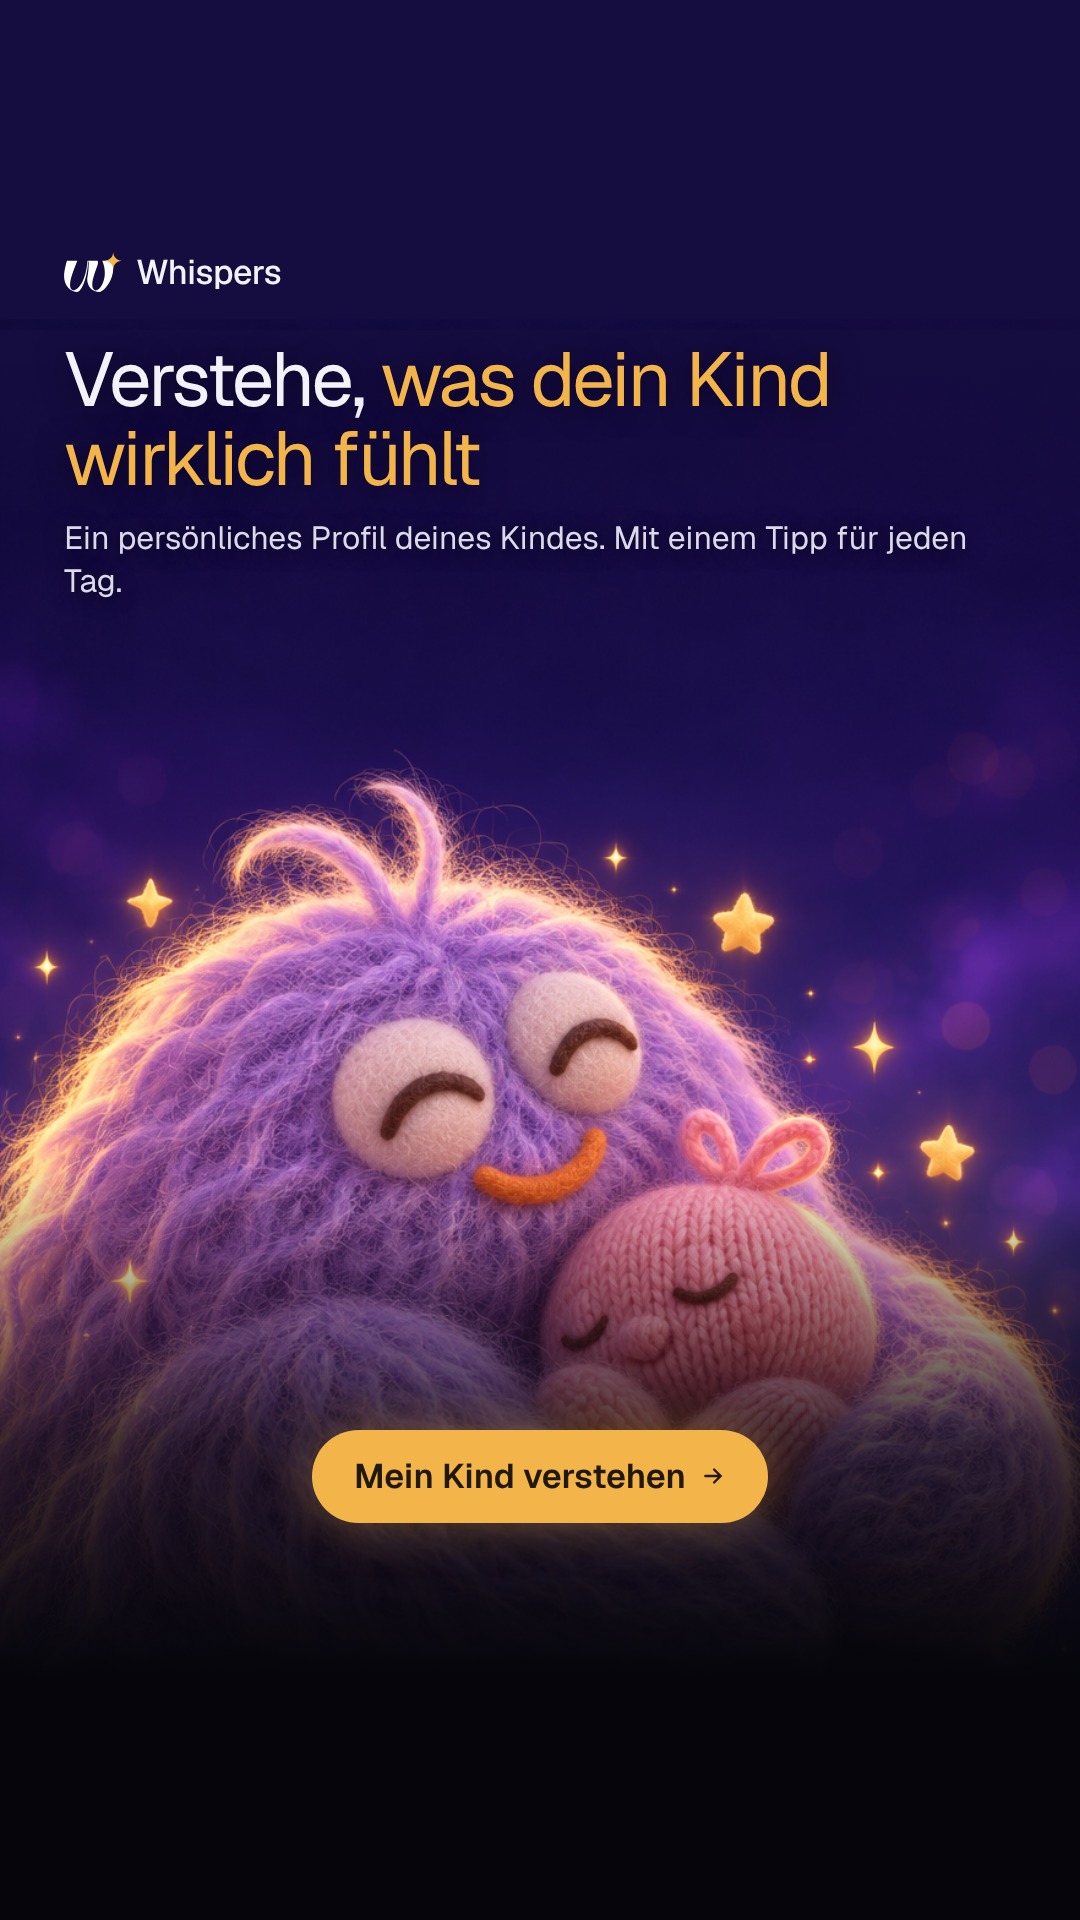 Whispers
Verstehe, was dein Kind
wirklich fühlt
Ein persönliches Profil deines Kindes. Mit einem Tipp für jeden
Tag.
Mein Kind verstehen →